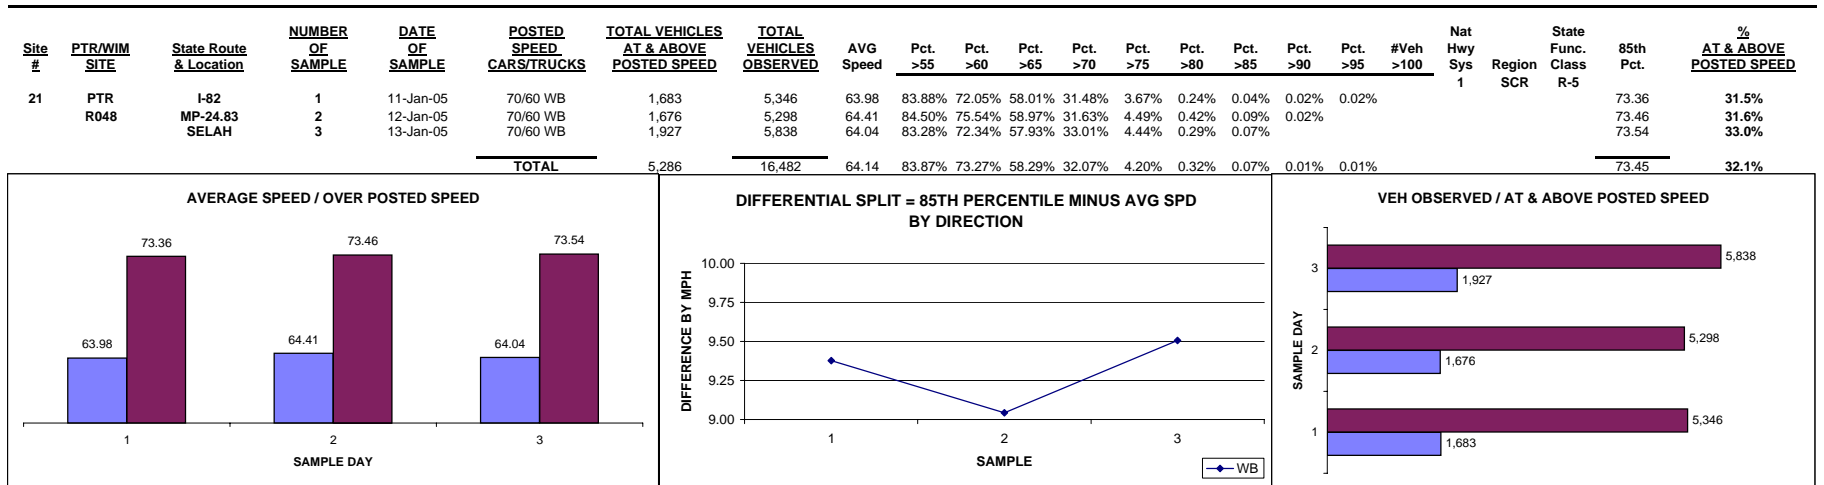 NUMBER DATE POSTED TOTAL VEHICLES TOTAL Nat State %
Site PTR/WIM State Route OF OF SPEED AT & ABOVE VEHICLES AVG Pct. Pct. Pct. Pct. Pct. Pct. Pct. Pct. Pct. #Veh Hwy Func. 85th AT & ABOVE
# SITE & Location SAMPLE SAMPLE CARS/TRUCKS POSTED SPEED OBSERVED Speed >55 >60 >65 >70 >75 >80 >85 >90 >95 >100 Sys Region Class Pct. POSTED SPEED
1 SCR R-5
21 PTR I-82 1 11-Jan-05 70/60 WB 1,683 5,346 63.98 83.88% 72.05% 58.01% 31.48% 3.67% 0.24% 0.04% 0.02% 0.02% 73.36 31.5%
R048 MP-24.83 2 12-Jan-05 70/60 WB 1,676 5,298 64.41 84.50% 75.54% 58.97% 31.63% 4.49% 0.42% 0.09% 0.02% 73.46 31.6%
SELAH 3 13-Jan-05 70/60 WB 1,927 5,838 64.04 83.28% 72.34% 57.93% 33.01% 4.44% 0.29% 0.07% 73.54 33.0%
TOTAL 5,286 16,482 64.14 83.87% 73.27% 58.29% 32.07% 4.20% 0.32% 0.07% 0.01% 0.01% 73.45 32.1%
AVERAGE SPEED / OVER POSTED SPEED
73.36 73.46 73.54
63.98 64.41 64.04
1 2 3
SAMPLE DAY
DIFFERENTIAL SPLIT = 85TH PERCENTILE MINUS AVG SPD
BY DIRECTION
DIFFERENCE BY MPH
10.00
9.75
9.50
9.25
9.00
1 2 3
SAMPLE
WB
VEH OBSERVED / AT & ABOVE POSTED SPEED
SAMPLE DAY
5,838
3
1,927
5,298
2
1,676
5,346
1
1,683